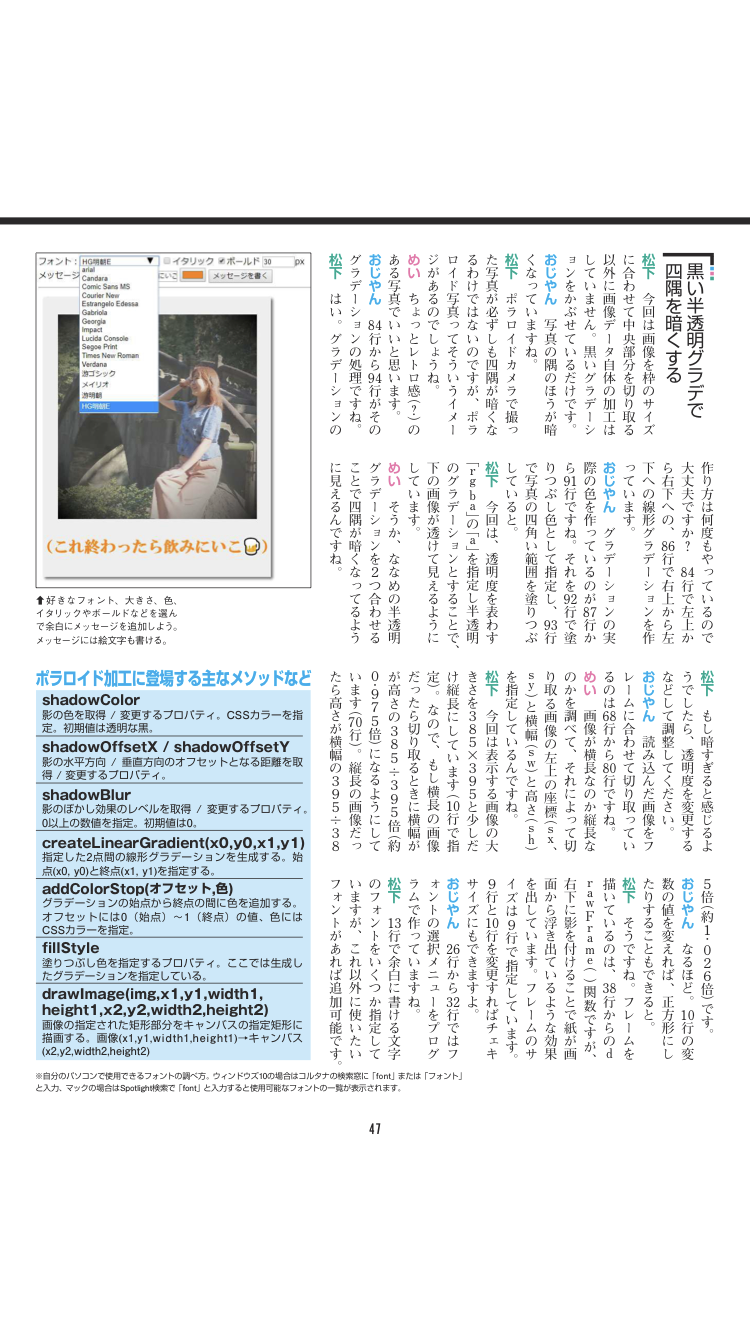 黒い半透明グラデで
四隅を暗くする
松下　今回は画像を枠のサイズ
に合わせて中央部分を切り取る
以外に画像データ自体の加工は
していません。黒いグラデーシ
ョンをかぶせているだけです。
おじやん　写真の隅のほうが暗
くなっていますね。
松下　ポラロイドカメラで撮っ
た写真が必ずしも四隅が暗くな
るわけではないのですが、ポラ
ロイド写真ってそういうイメー
ジがあるのでしょうね。
めい　ちょっとレトロ感(?)の
ある写真でいいと思います。
おじやん　84行から94行がその
グラデーションの処理ですね。
松下　はい。グラデーションの
作り方は何度もやっているので
大丈夫ですか? 84行で左上か
ら右下への、86行で右上から左
下への線形グラデーションを作
っています。
おじやん　グラデーションの実
際の色を作っているのが87行か
ら91行ですね。それを92行で塗
りつぶし色として指定し、93行
で写真の四角い範囲を塗りつぶ
していると。
松下　今回は、透明度を表わす
「rgba」の「a」を指定し半透明
のグラデーションとすることで、
下の画像が透けて見えるように
しています。
めい　そうか、ななめの半透明
グラデーションを2つ合わせる
ことで四隅が暗くなってるよう
に見えるんですね。
松下　もし暗すぎると感じるよ
うでしたら、透明度を変更する
などして調整してください。
おじやん　読み込んだ画像をフ
レームに合わせて切り取ってい
るのは68行から80行ですね。
めい　画像が横長なのか縦長な
のかを調べて、それによって切
り取る画像の左上の座標(sx、
sy)と横幅(sw)と高さ(sh)
を指定しているんですね。
松下　今回は表示する画像の大
きさを385×395と少しだ
け縦長にしています(10行で指
定)。なので、もし横長の画像
だったら切り取るときに横幅が
が高さの385÷395倍(約
0・975倍)になるようにして
います(70行)。縦長の画像だっ
たら高さが横幅の395÷38
5倍(約1・026倍)です。
おじやん　なるほど。10行の変
数の値を変えれば、正方形にし
たりすることもできると。
松下　そうですね。フレームを
描いているのは、38行からのd
rawFrame()関数ですが、
右下に影を付けることで紙が画
面から浮き出ているような効果
を出しています。フレームのサ
イズは9行で指定しています。
9行と10行を変更すればチェキ
サイズにもできますよ。
おじやん　26行から32行ではフ
ォントの選択メニューをプログ
ラムで作っていますね。
松下　13行で余白に書ける文字
のフォントをいくつか指定して
いますが、これ以外に使いたい
フォントがあれば追加可能です。
フォント： HG明朝E ▼ イタリック ボールド 30 px
メッセージ にいこ メッセージを書く
arial
Candara
Comic Sans MS
Courier New
Estrangelo Edessa
Gabriola
Georgia
Impact
Lucida Console
Segoe Print
Times New Roman
Verdana
游ゴシック
メイリオ
游明朝
HG明朝E
(これ終わったら飲みにいこ🍺)
⬆好きなフォント、大きさ、色、
イタリックやボールドなどを選ん
で余白にメッセージを追加しよう。
メッセージには絵文字も書ける。
ポラロイド加工に登場する主なメソッドなど
shadowColor
影の色を取得 / 変更するプロパティ。CSSカラーを指
定。初期値は透明な黒。
shadowOffsetX / shadowOffsetY
影の水平方向 / 垂直方向のオフセットとなる距離を取
得 / 変更するプロパティ。
shadowBlur
影のぼかし効果のレベルを取得 / 変更するプロパティ。
0以上の数値を指定。初期値は0。
createLinearGradient(x0,y0,x1,y1)
指定した2点間の線形グラデーションを生成する。始
点(x0, y0)と終点(x1, y1)を指定する。
addColorStop(オフセット,色)
グラデーションの始点から終点の間に色を追加する。
オフセットには0（始点）～1（終点）の値、色には
CSSカラーを指定。
fillStyle
塗りつぶし色を指定するプロパティ。ここでは生成し
たグラデーションを指定している。
drawImage(img,x1,y1,width1,
height1,x2,y2,width2,height2)
画像の指定された矩形部分をキャンバスの指定矩形に
描画する。画像(x1,y1,width1,height1)→キャンバス
(x2,y2,width2,height2)
※自分のパソコンで使用できるフォントの調べ方。ウィンドウズ10の場合はコルタナの検索窓に「font」または「フォント」
と入力、マックの場合はSpotlight検索で「font」と入力すると使用可能なフォントの一覧が表示されます。
47